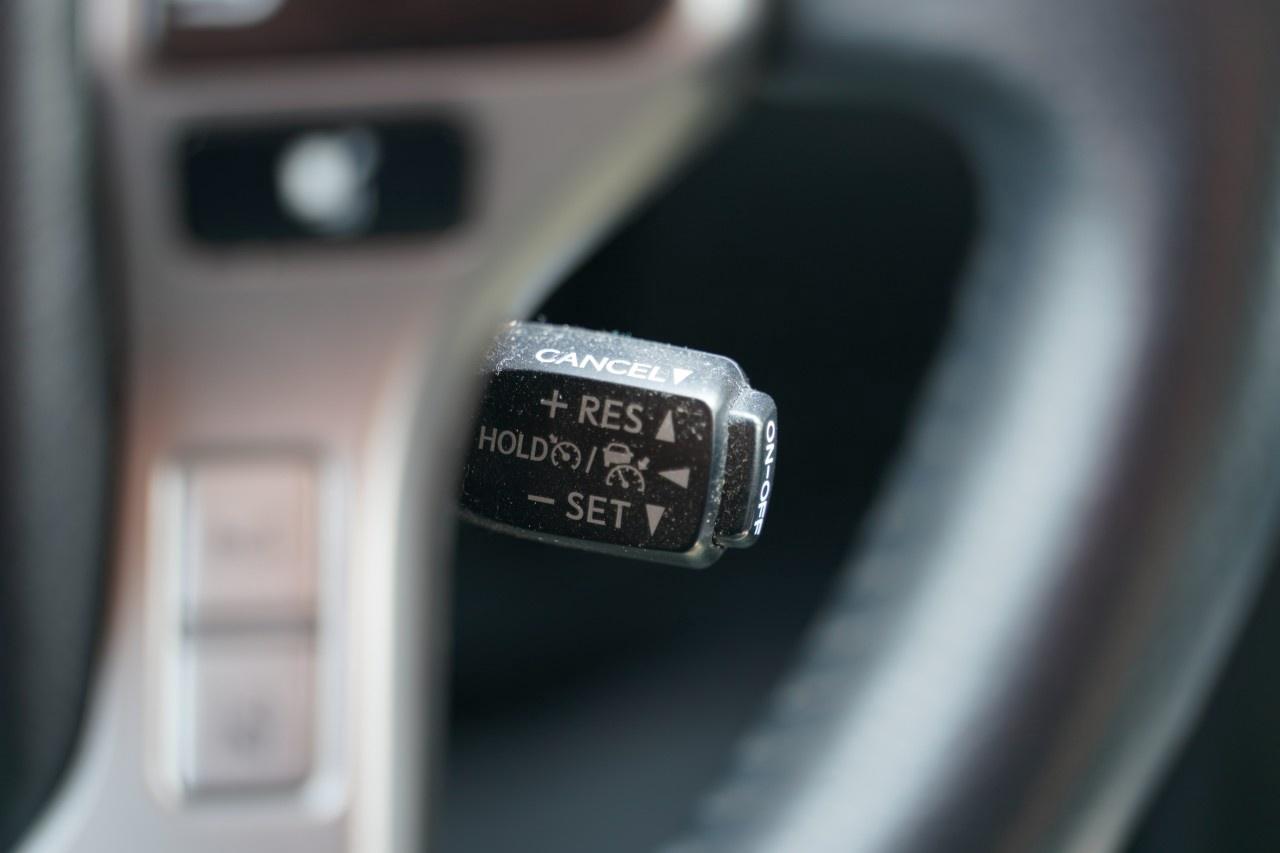 CANCEL▼
+ RES ▲
HOLD / ◄
− SET ▼
ON-OFF